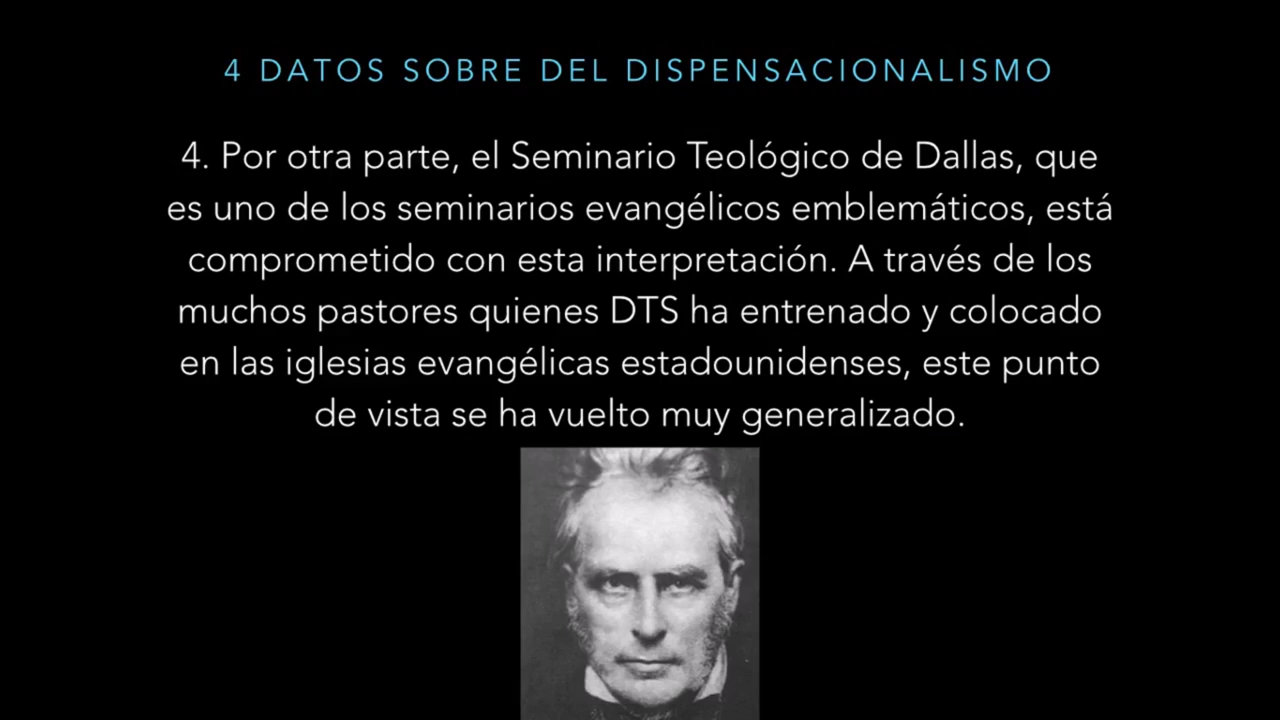 4 DATOS SOBRE DEL DISPENSACIONALISMO
4. Por otra parte, el Seminario Teológico de Dallas, que
es uno de los seminarios evangélicos emblemáticos, está
comprometido con esta interpretación. A través de los
muchos pastores quienes DTS ha entrenado y colocado
en las iglesias evangélicas estadounidenses, este punto
de vista se ha vuelto muy generalizado.